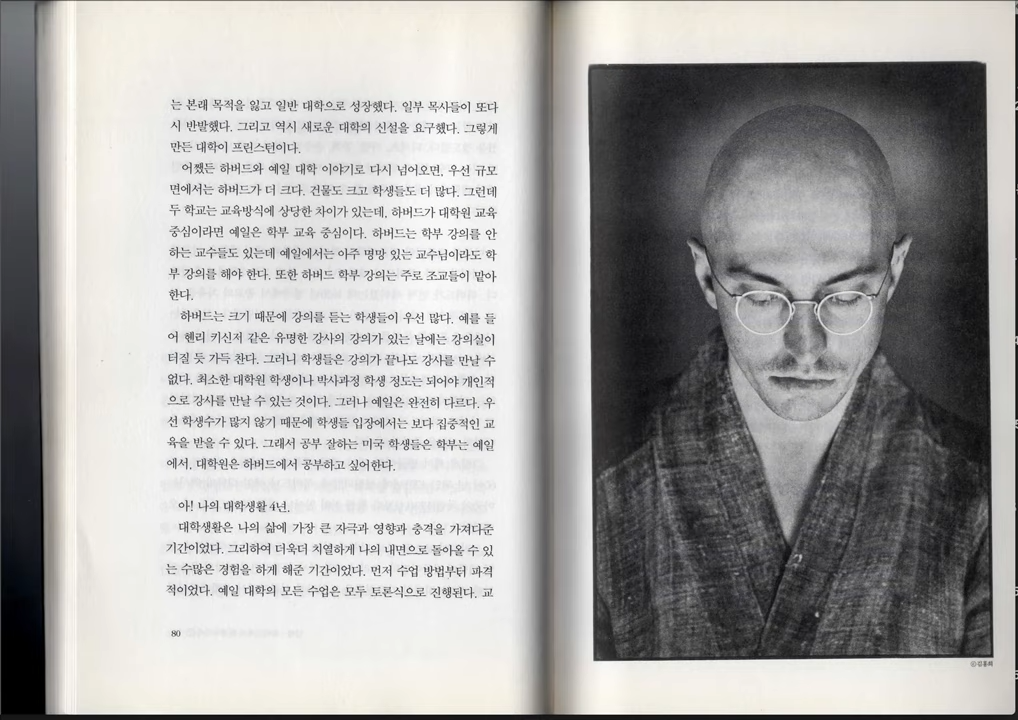 는 본래 목적을 잃고 일반 대학으로 성장했다. 일부 목사들이 또다
시 반발했다. 그리고 역시 새로운 대학의 신설을 요구했다. 그렇게
만든 대학이 프린스턴이다.
어쨌든 하버드와 예일 대학 이야기로 다시 넘어오면, 우선 규모
면에서는 하버드가 더 크다. 건물도 크고 학생들도 더 많다. 그런데
두 학교는 교육방식에 상당한 차이가 있는데, 하버드가 대학원 교육
중심이라면 예일은 학부 교육 중심이다. 하버드는 학부 강의를 안
하는 교수들도 있는데 예일에서는 아주 명망 있는 교수님이라도 학
부 강의를 해야 한다. 또한 하버드 학부 강의는 주로 조교들이 맡아
한다.
하버드는 크기 때문에 강의를 듣는 학생들이 우선 많다. 예를 들
어 헨리 키신저 같은 유명한 강사의 강의가 있는 날에는 강의실이
터질 듯 가득 찬다. 그러니 학생들은 강의가 끝나도 강사를 만날 수
없다. 최소한 대학원 학생이나 박사과정 학생 정도는 되어야 개인적
으로 강사를 만날 수 있는 것이다. 그러나 예일은 완전히 다르다. 우
선 학생수가 많지 않기 때문에 학생들 입장에서는 보다 집중적인 교
육을 받을 수 있다. 그래서 공부 잘하는 미국 학생들은 학부는 예일
에서, 대학원은 하버드에서 공부하고 싶어한다.
아! 나의 대학생활 4년.
대학생활은 나의 삶에 가장 큰 자극과 영향과 충격을 가져다준
기간이었다. 그리하여 더욱더 치열하게 나의 내면으로 돌아올 수 있
는 수많은 경험을 하게 해준 기간이었다. 먼저 수업 방법부터 파격
적이었다. 예일 대학의 모든 수업은 모두 토론식으로 진행된다. 교
80
©김홍희